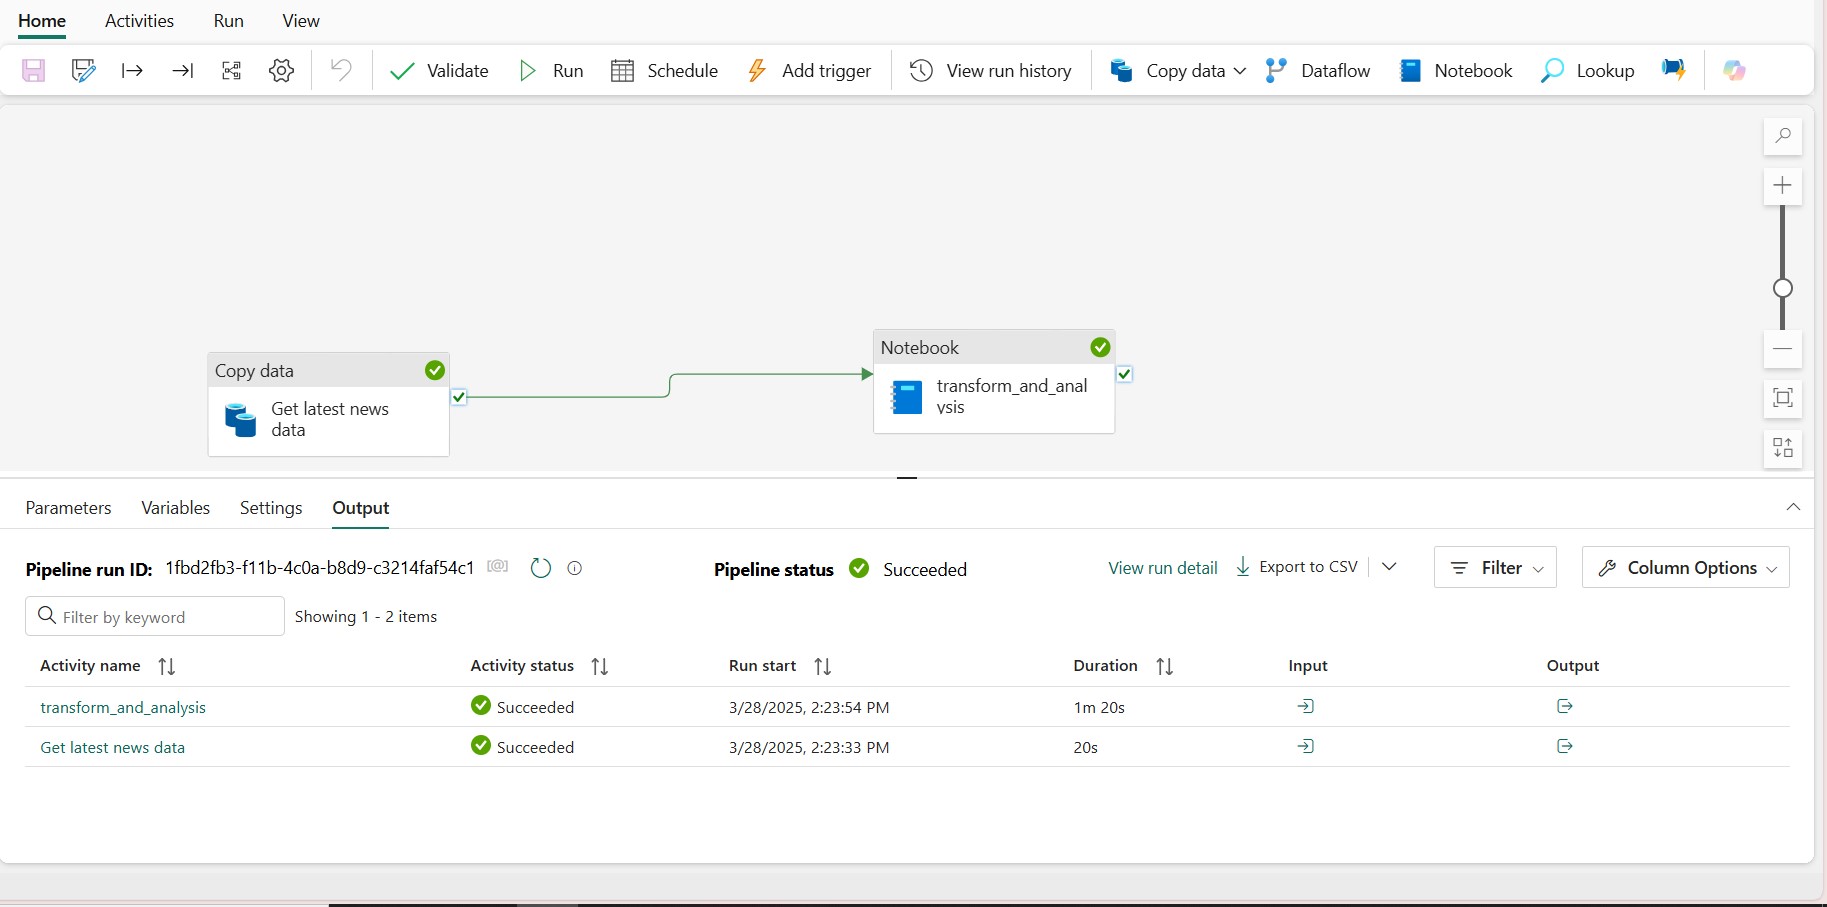 Home Activities Run View
Validate Run Schedule Add trigger View run history Copy data Dataflow Notebook Lookup
Copy data
Get latest news
data
Notebook
transform_and_anal
ysis
Parameters Variables Settings Output
Pipeline run ID: 1fbd2fb3-f11b-4c0a-b8d9-c3214faf54c1 [@] Pipeline status Succeeded View run detail Export to CSV Filter Column Options
Filter by keyword Showing 1 - 2 items
Activity name Activity status Run start Duration Input Output
transform_and_analysis Succeeded 3/28/2025, 2:23:54 PM 1m 20s
Get latest news data Succeeded 3/28/2025, 2:23:33 PM 20s